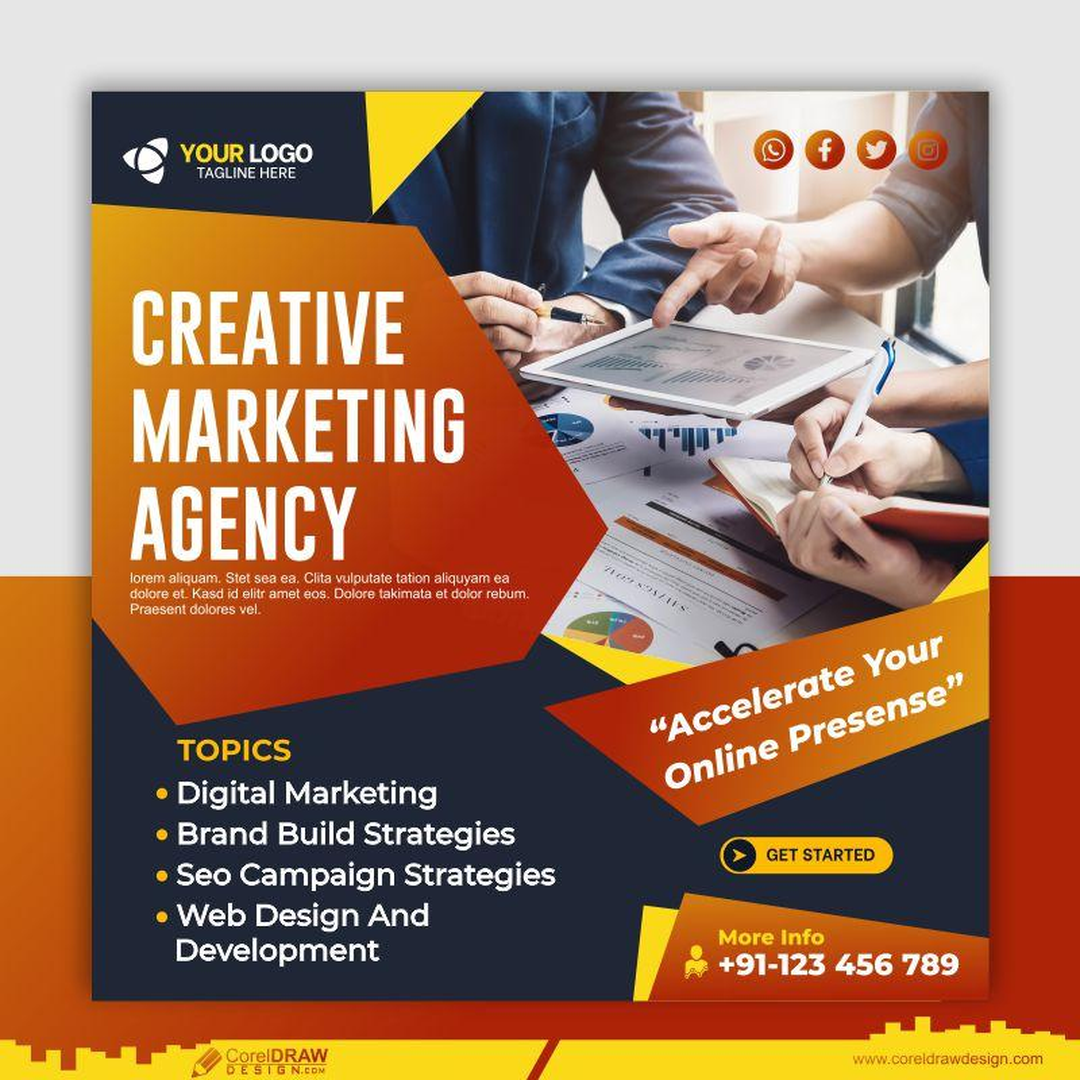 YOUR LOGO
TAGLINE HERE
CREATIVE
MARKETING
AGENCY
lorem aliquam. Stet sea ea. Clita vulputate tation aliquyam ea
dolore et. Kasd id elitr amet eos. Dolore takimata et dolor rebum.
Praesent dolores vel.
SAVINGS GOAL
“Accelerate Your
Online Presense”
TOPICS
• Digital Marketing
• Brand Build Strategies
• Seo Campaign Strategies
• Web Design And
Development
GET STARTED
More Info
+91-123 456 789
CorelDRAW
DESIGN.COM
www.coreldrawdesign.com